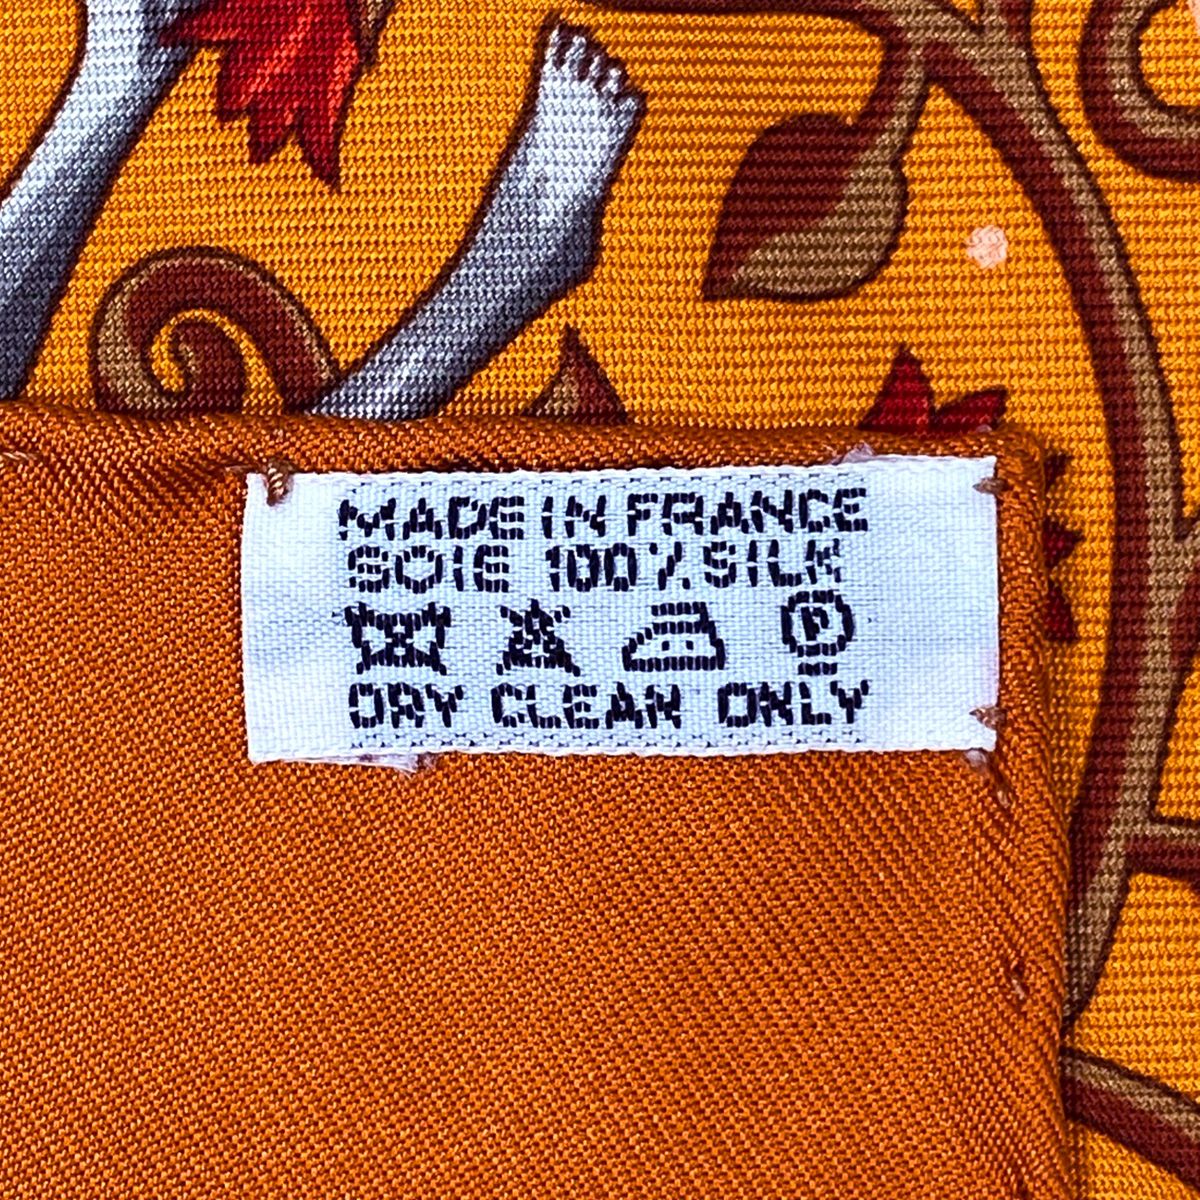 MADE IN FRANCE
SOIE 100% SILK
P
DRY CLEAN ONLY